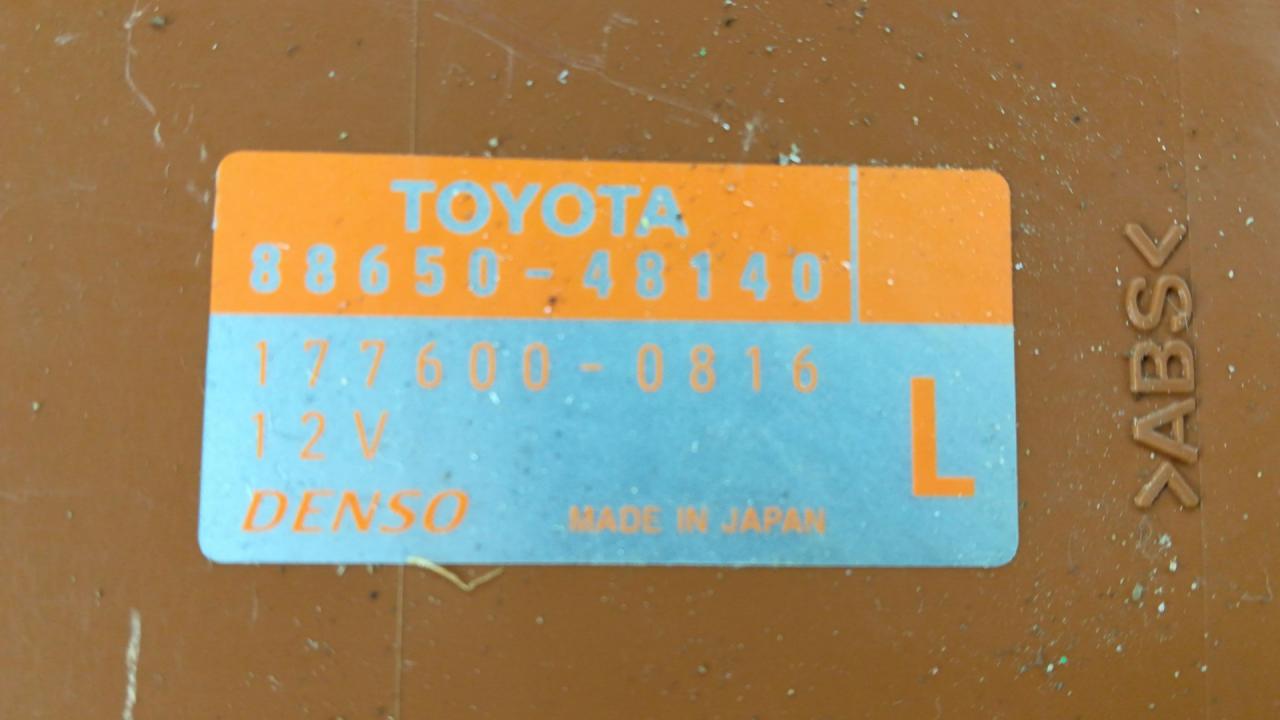 TOYOTA
88650-48140
177600-0816
12V
L
DENSO
MADE IN JAPAN
>ABS<